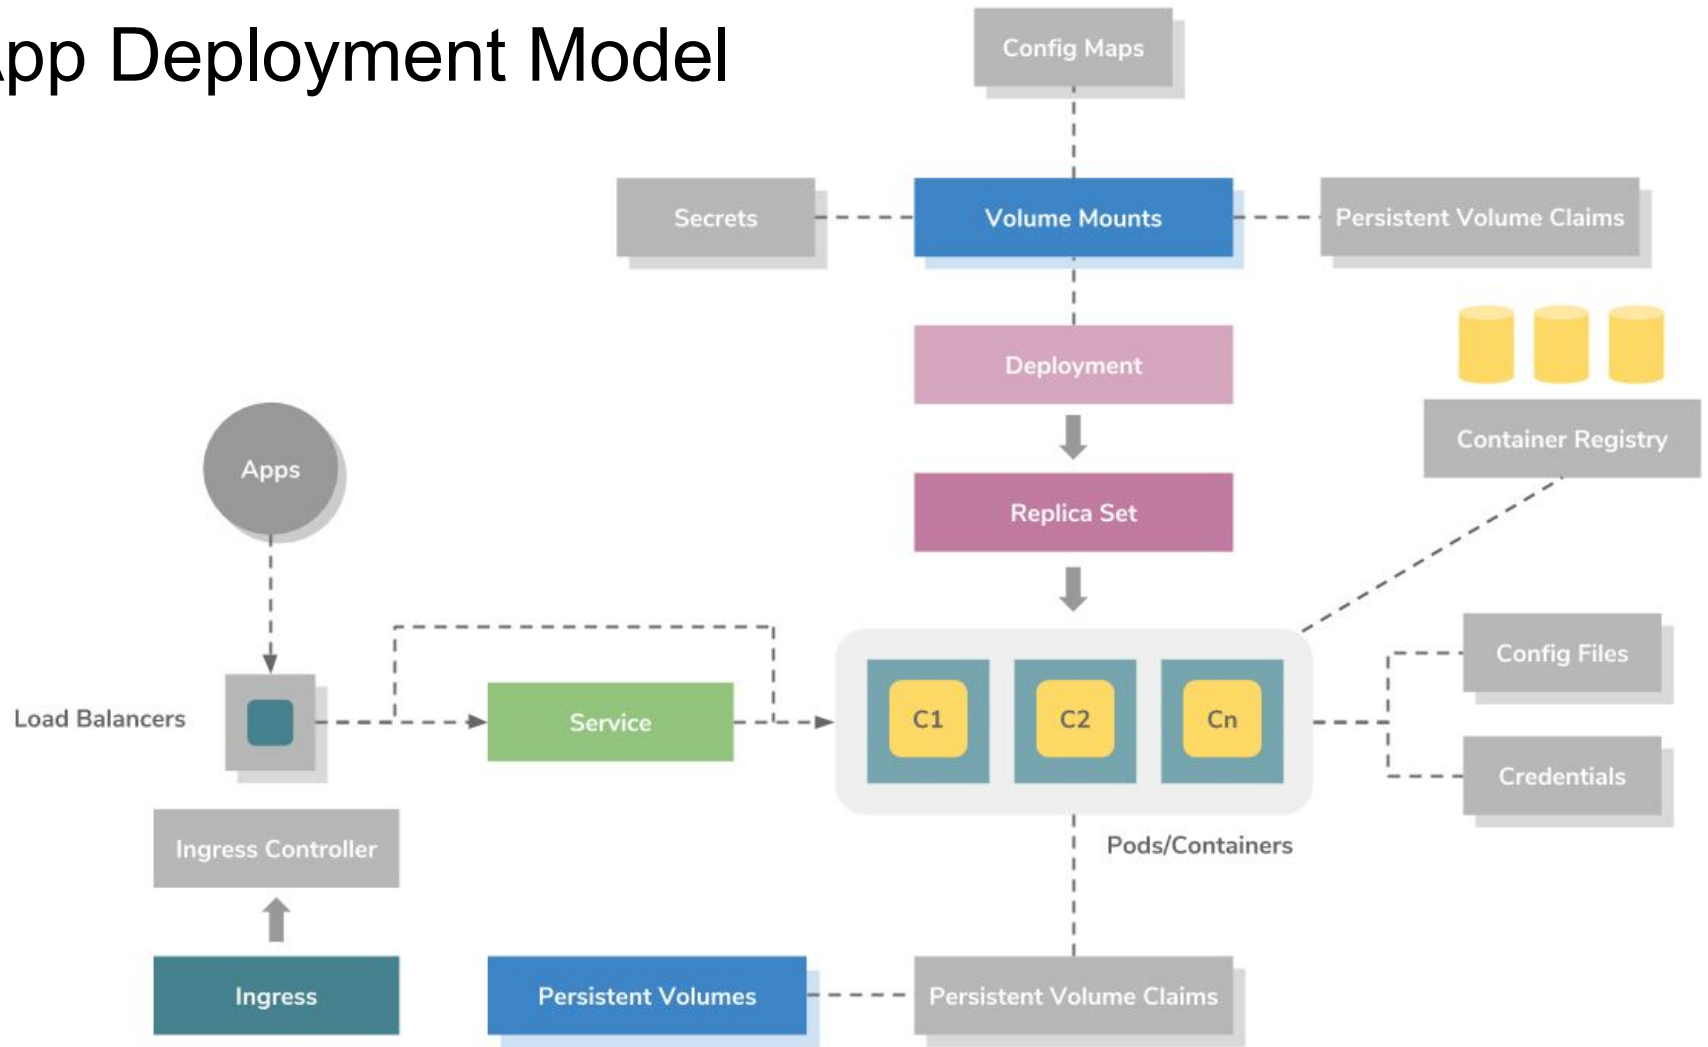 App Deployment Model
Config Maps
Secrets
Volume Mounts
Persistent Volume Claims
Deployment
Container Registry
Apps
Replica Set
Config Files
Load Balancers
Service
C1
C2
Cn
Credentials
Ingress Controller
Pods/Containers
Ingress
Persistent Volumes
Persistent Volume Claims